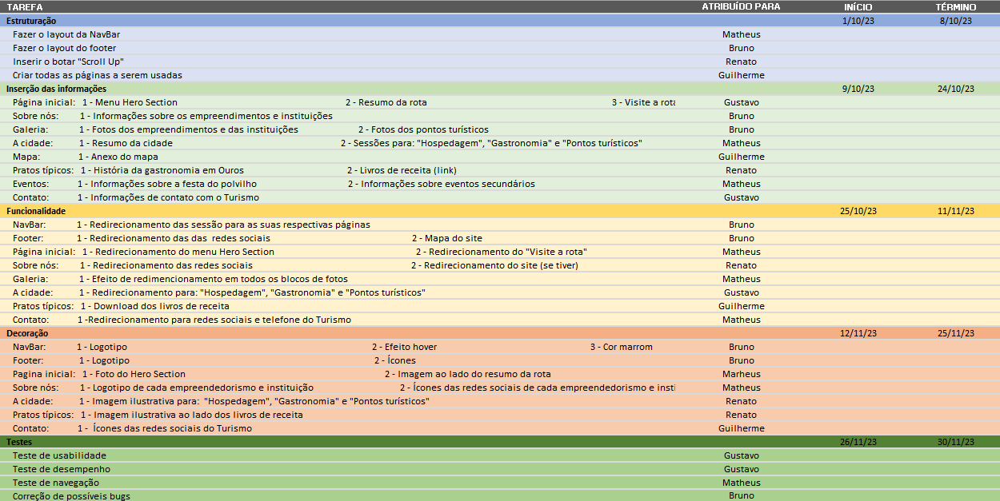 TAREFA ATRIBUÍDO PARA INÍCIO TÉRMINO
Estruturação 1/10/23 8/10/23
Fazer o layout da NavBar Matheus
Fazer o layout do footer Bruno
Inserir o botar "Scroll Up" Renato
Criar todas as páginas a serem usadas Guilherme
Inserção das informações 9/10/23 24/10/23
Página inicial: 1 - Menu Hero Section 2 - Resumo da rota 3 - Visite a rota Gustavo
Sobre nós: 1 - Informações sobre os empreendimentos e instituições Bruno
Galeria: 1 - Fotos dos empreendimentos e das instituições 2 - Fotos dos pontos turísticos Bruno
A cidade: 1 - Resumo da cidade 2 - Sessões para: "Hospedagem", "Gastronomia" e "Pontos turísticos" Matheus
Mapa: 1 - Anexo do mapa Guilherme
Pratos típicos: 1 - História da gastronomia em Ouros 2 - Livros de receita (link) Renato
Eventos: 1 - Informações sobre a festa do polvilho 2 - Informações sobre eventos secundários Matheus
Contato: 1 - Informações de contato com o Turismo Gustavo
Funcionalidade 25/10/23 11/11/23
NavBar: 1 - Redirecionamento das sessão para as suas respectivas páginas Bruno
Footer: 1 - Redirecionamento das das redes sociais 2 - Mapa do site Bruno
Página inicial: 1 - Redirecionamento do menu Hero Section 2 - Redirecionamento do "Visite a rota" Matheus
Sobre nós: 1 - Redirecionamento das redes sociais 2 - Redirecionamento do site (se tiver) Renato
Galeria: 1 - Efeito de redimencionamento em todos os blocos de fotos Matheus
A cidade: 1 - Redirecionamento para: "Hospedagem", "Gastronomia" e "Pontos turísticos" Gustavo
Pratos típicos: 1 - Download dos livros de receita Guilherme
Contato: 1 -Redirecionamento para redes sociais e telefone do Turismo Matheus
Decoração 12/11/23 25/11/23
NavBar: 1 - Logotipo 2 - Efeito hover 3 - Cor marrom Bruno
Footer: 1 - Logotipo 2 - Ícones Bruno
Pagina inicial: 1 - Foto do Hero Section 2 - Imagem ao lado do resumo da rota Marheus
Sobre nós: 1 - Logotipo de cada empreendedorismo e instituição 2 - Ícones das redes sociais de cada empreendedorismo e insti Matheus
A cidade: 1 - Imagem ilustrativa para: "Hospedagem", "Gastronomia" e "Pontos turísticos" Renato
Pratos típicos: 1 - Imagem ilustrativa ao lado dos livros de receita Renato
Contato: 1 - Ícones das redes sociais do Turismo Guilherme
Testes 26/11/23 30/11/23
Teste de usabilidade Gustavo
Teste de desempenho Gustavo
Teste de navegação Matheus
Correção de possíveis bugs Bruno